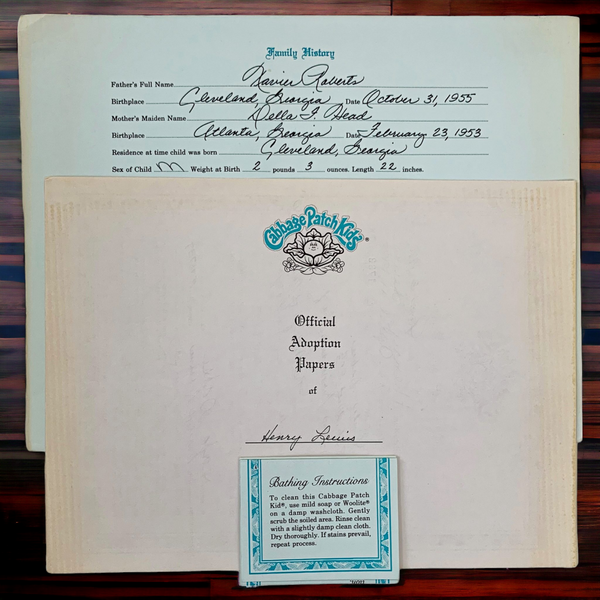 Family History
Father's Full Name Xavier Roberts
Birthplace Cleveland, Georgia Date October 31, 1955
Mother's Maiden Name Della F. Head
Birthplace Atlanta, Georgia Date February 23, 1953
Residence at time child was born Cleveland, Georgia
Sex of Child M Weight at Birth 2 pounds 3 ounces. Length 22 inches.
Cabbage Patch Kids®
Official
Adoption
Papers
of
Henry Lewis
Bathing Instructions
To clean this Cabbage Patch
Kid®, use mild soap or Woolite®
on a damp washcloth. Gently
scrub the soiled area. Rinse clean
with a slightly damp clean cloth.
Dry thoroughly. If stains prevail,
repeat process.